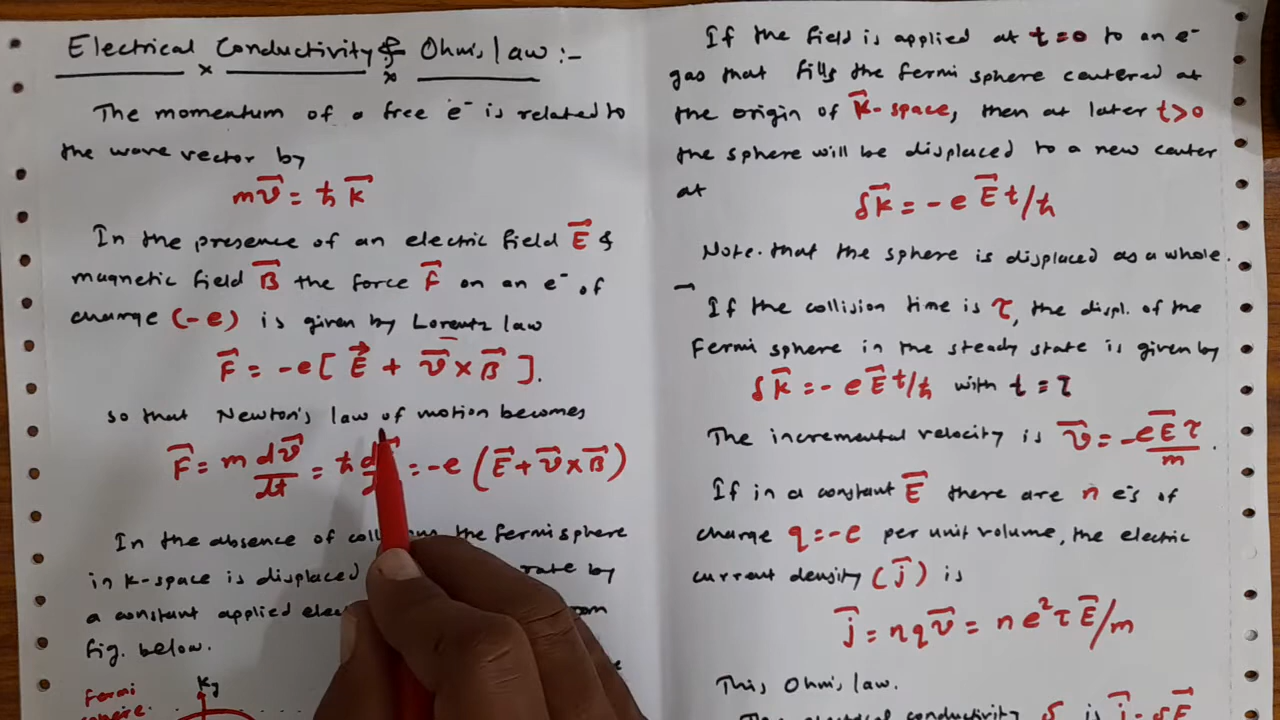 Electrical Conductivity & Ohm's law :-
The momentum of a free e⁻ is related to
the wave vector by
mv⃗ = ħ k⃗
In the presence of an electric field E⃗ &
magnetic field B⃗ the force F⃗ on an e⁻ of
charge (-e) is given by Lorentz law
F⃗ = -e[ E⃗ + v⃗ × B⃗ ].
so that Newton's law of motion becomes
F⃗ = m dv⃗/dt = ħ d = -e (E⃗ + v⃗ × B⃗)
In the absence of the fermi sphere
in k-space is displaced rate by
a constant applied
fig. below.
fermi
sphere.
ky
If the field is applied at t=0 to an e⁻
gas that fills the fermi sphere centered at
the origin of k⃗-space, then at later t>0
the sphere will be displaced to a new center
at δk⃗ = -e E⃗ t/ħ
Note. that the sphere is displaced as a whole.
→ If the collision time is τ, the displ. of the
Fermi sphere in the steady state is given by
δk⃗ = - e E⃗ t/ħ with t = τ
The incremental velocity is v⃗ = -eE⃗τ/m.
If in a constant E⃗ there are n e's of
charge q=-e per unit volume, the electric
current density (j⃗) is
j⃗ = nqv⃗ = ne²τE⃗/m
This, Ohm's law.
The electrical conductivity σ is j⃗ = σE⃗